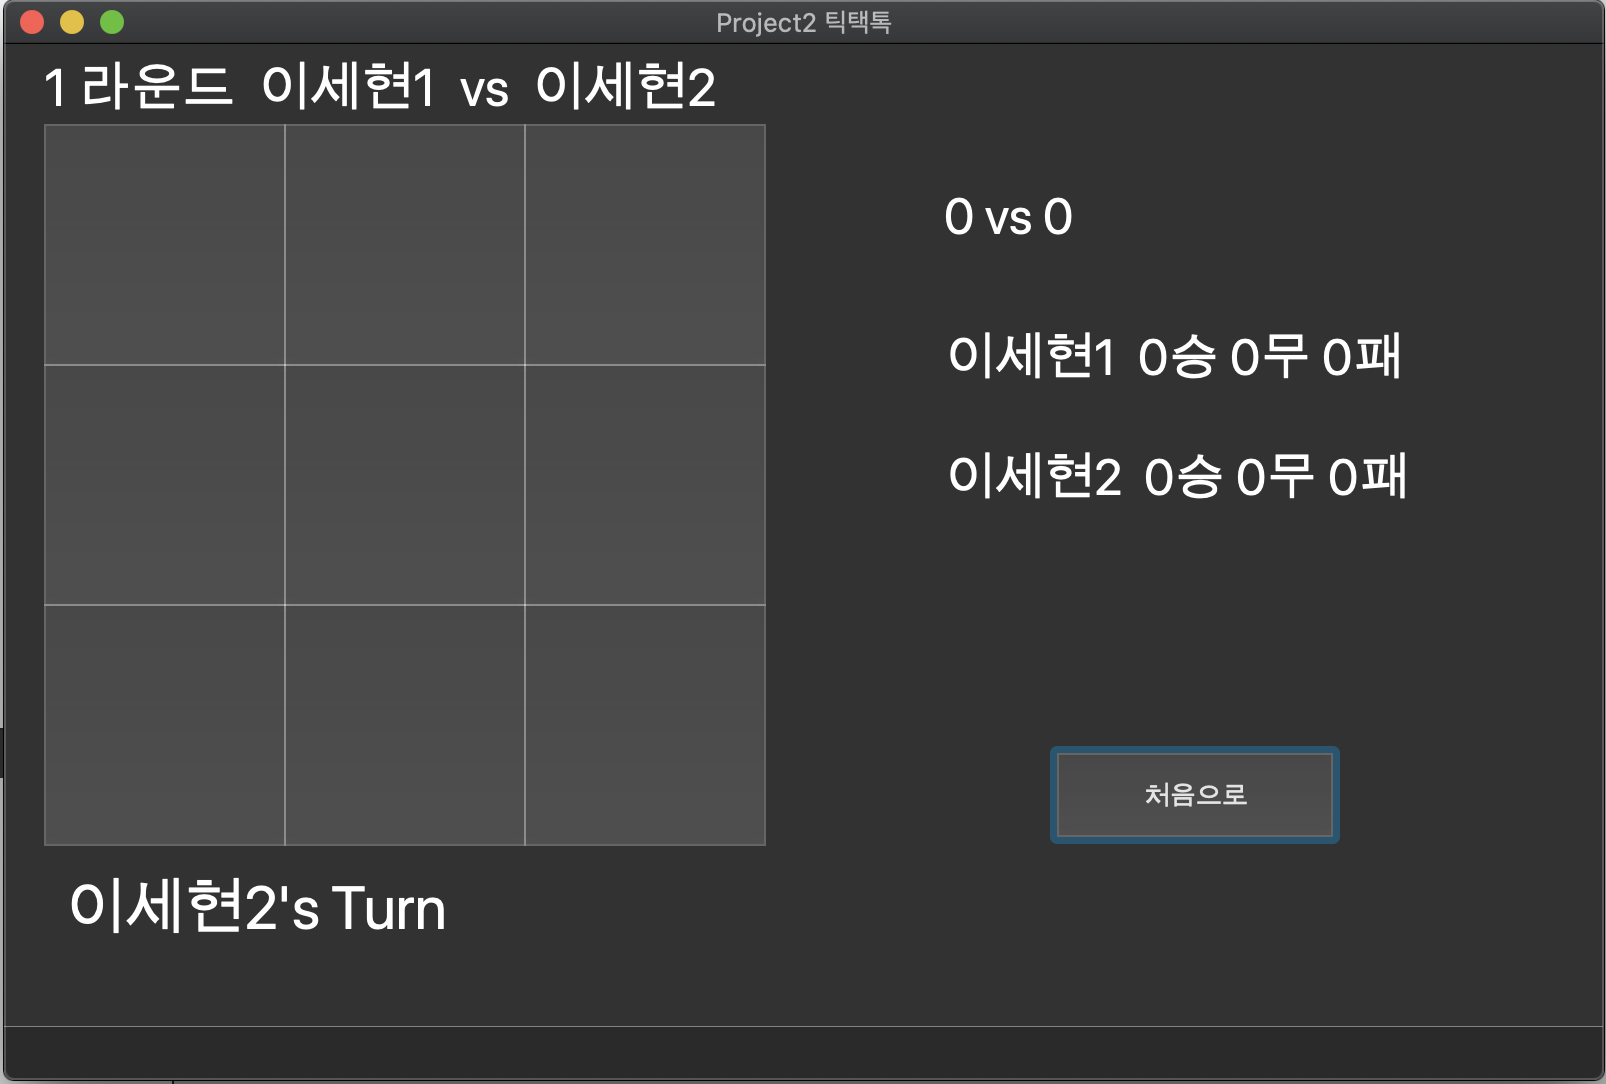 Project2 틱택톡
1 라운드 이세현1 vs 이세현2
0 vs 0
이세현1 0승 0무 0패
이세현2 0승 0무 0패
처음으로
이세현2's Turn